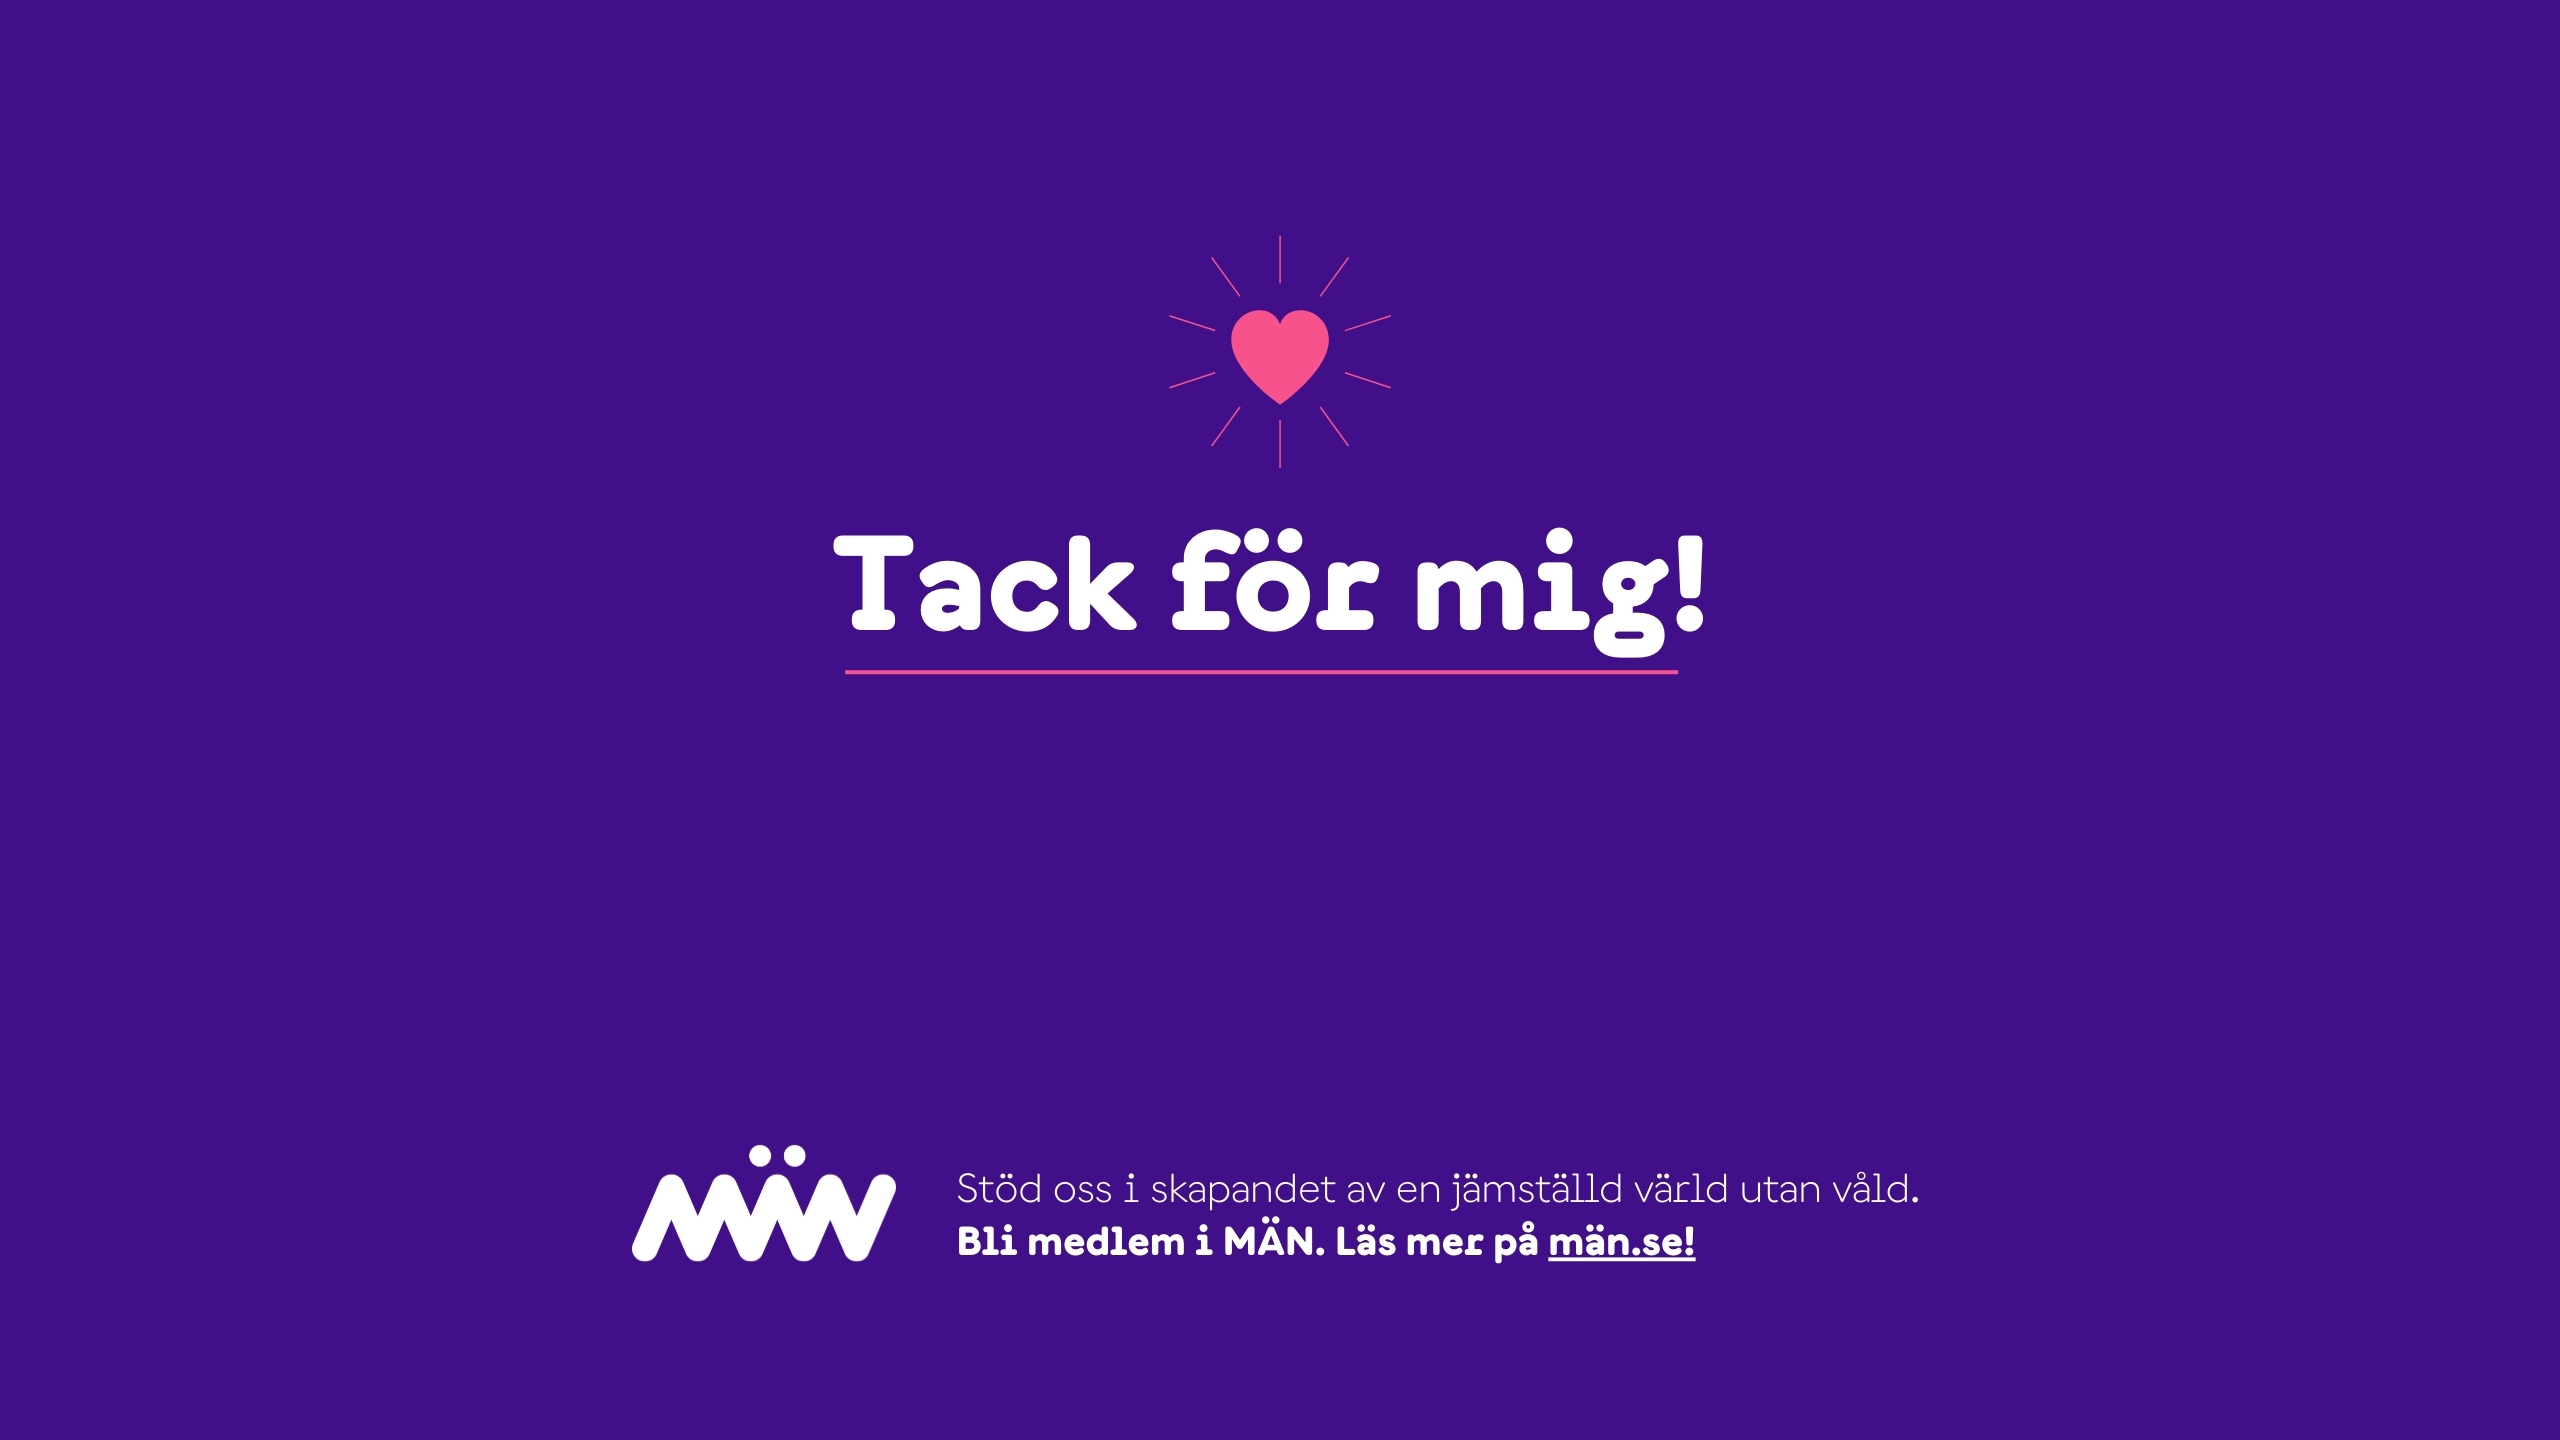 Tack för mig!
MÄN
Stöd oss i skapandet av en jämställd värld utan våld.
Bli medlem i MÄN. Läs mer på män.se!